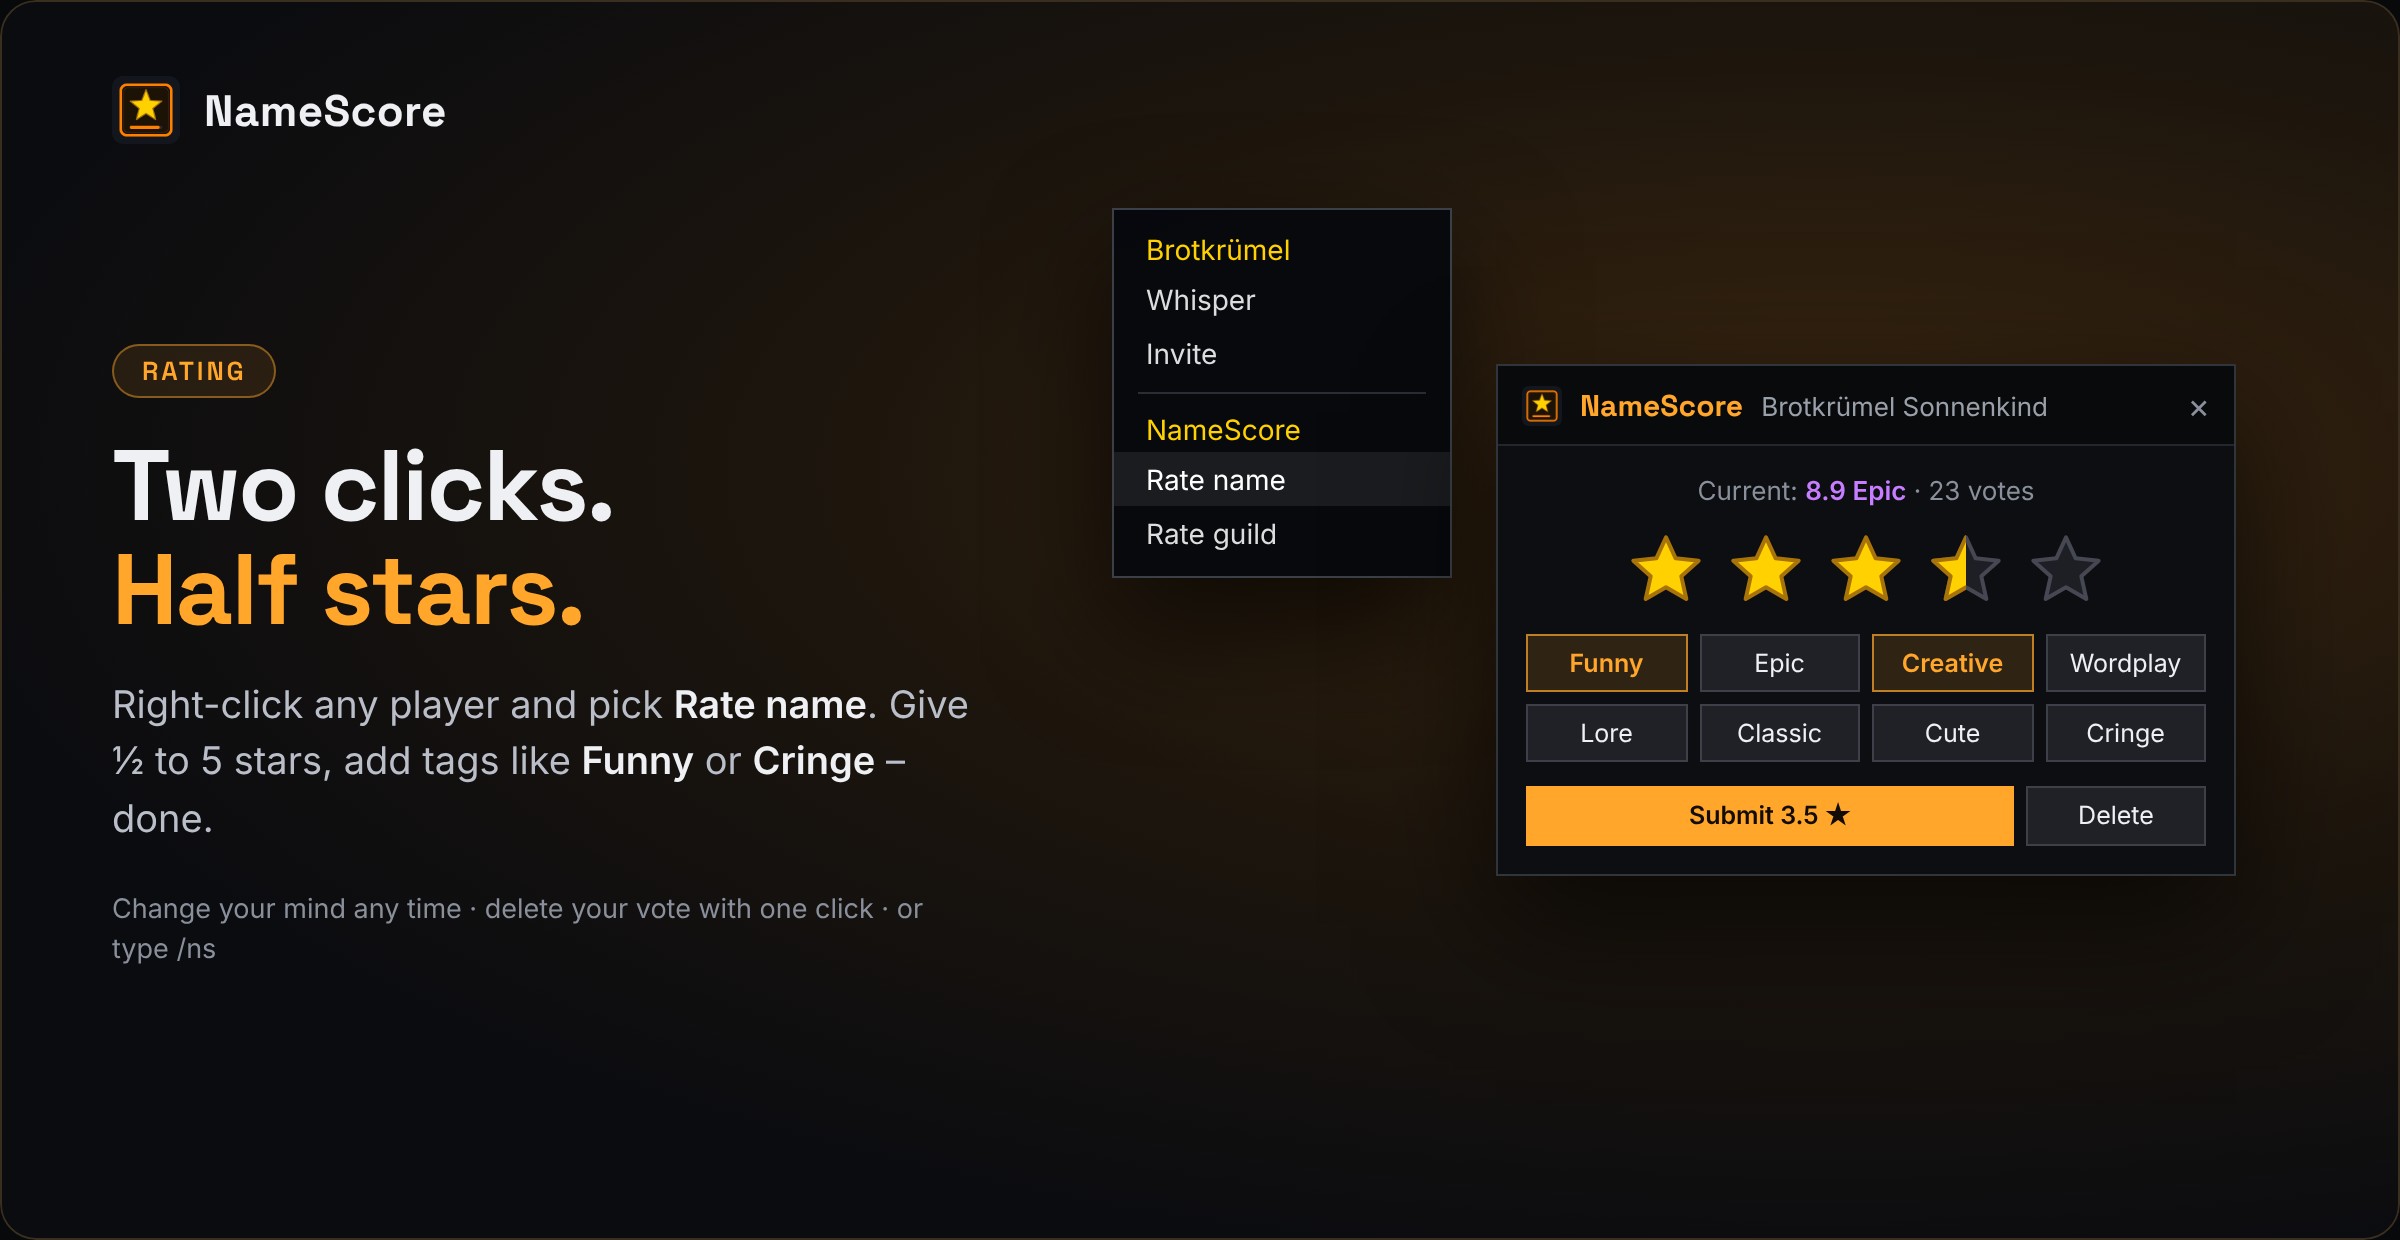 NameScore
RATING
Two clicks.
Half stars.
Right-click any player and pick Rate name. Give
½ to 5 stars, add tags like Funny or Cringe –
done.
Change your mind any time · delete your vote with one click · or
type /ns
Brotkrümel
Whisper
Invite
NameScore
Rate name
Rate guild
NameScore Brotkrümel Sonnenkind ×
Current: 8.9 Epic · 23 votes
Funny Epic Creative Wordplay
Lore Classic Cute Cringe
Submit 3.5 ★ Delete